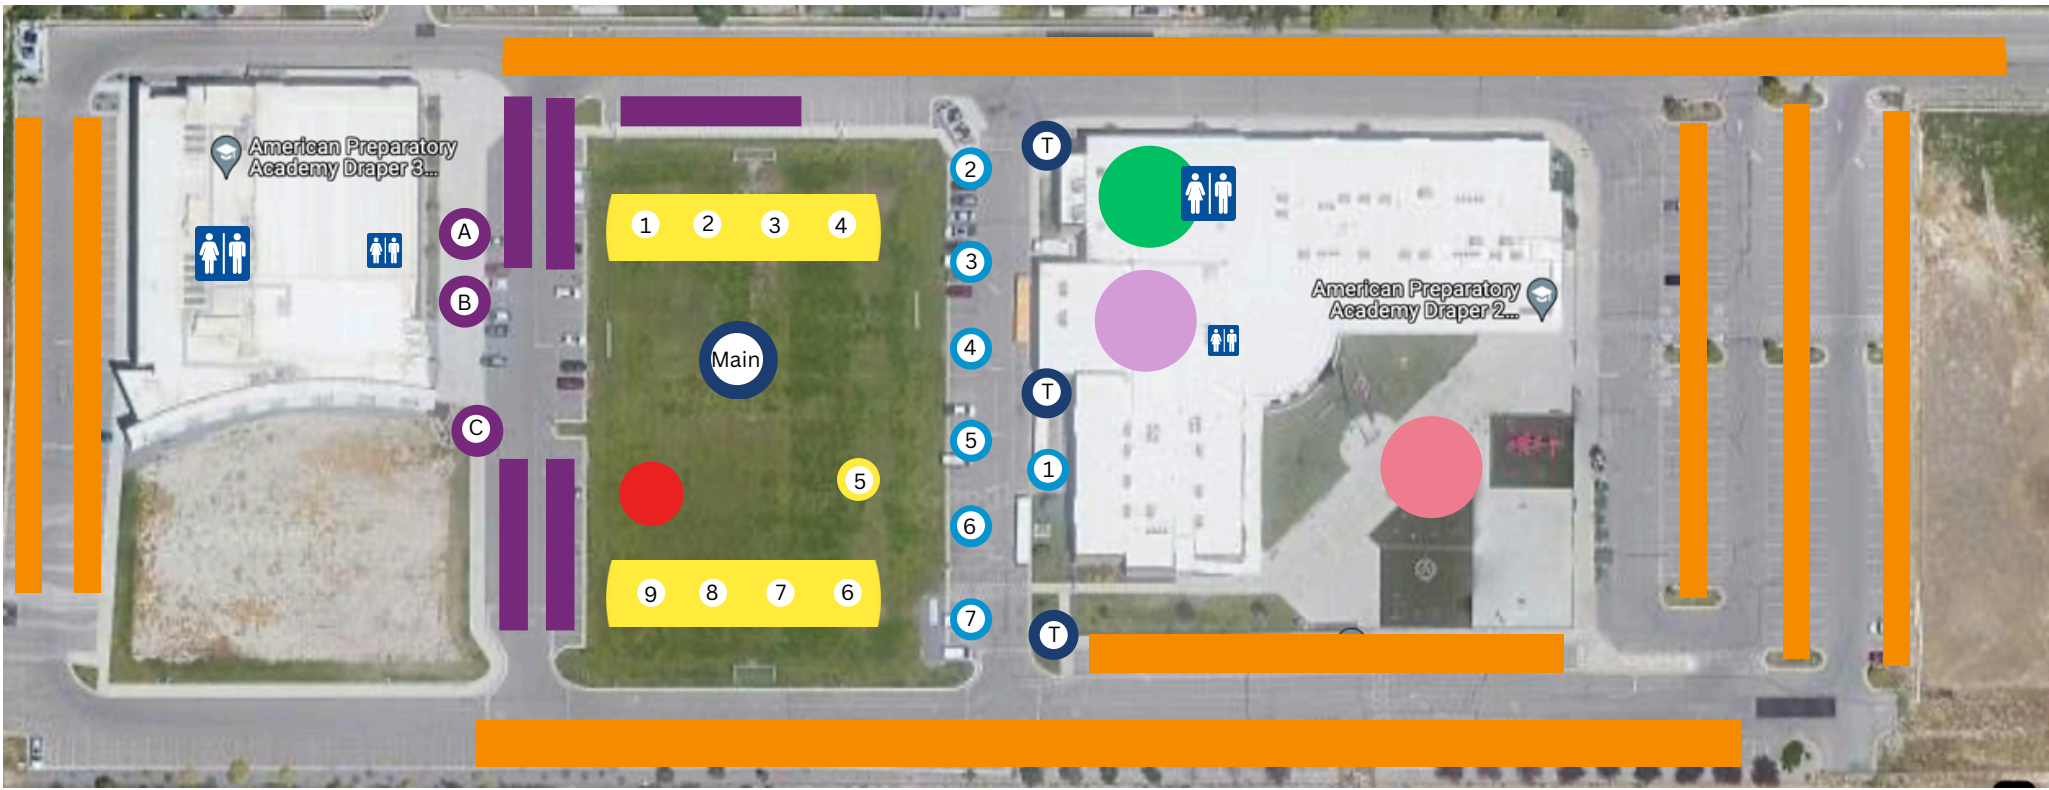 American Preparatory
Academy Draper 3...
A
B
C
1 2 3 4
Main
5
9 8 7 6
2
3
4
5
6
7
1
T
T
T
American Preparatory
Academy Draper 2...